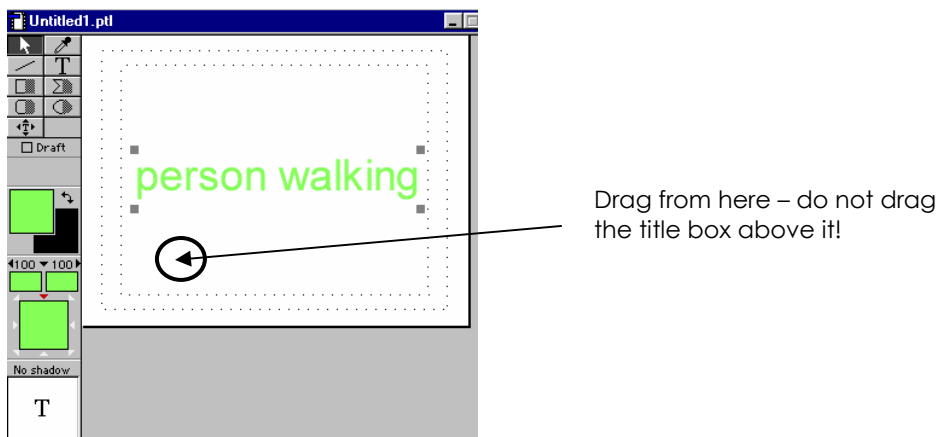 Untitled1.ptl
T
T
Draft
person walking
Drag from here – do not drag
the title box above it!
100 100
No shadow
T